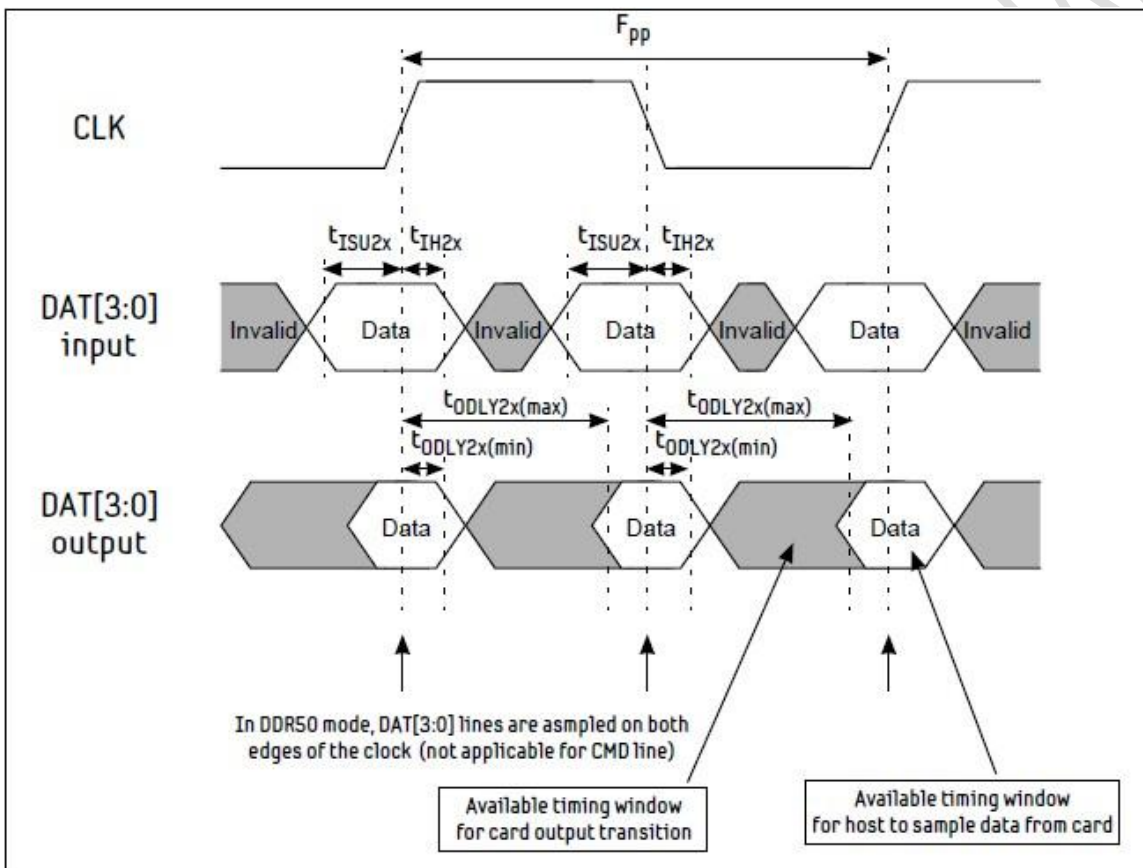 Fpp
CLK
tISU2x tIH2x tISU2x tIH2x
DAT[3:0]
input
Invalid Data Invalid Data Invalid Data Invalid
tODLY2x(max) tODLY2x(max)
tODLY2x(min) tODLY2x(min)
DAT[3:0]
output
Data Data Data
In DDR50 mode, DAT[3:0] lines are asmpled on both
edges of the clock (not applicable for CMD line)
Available timing window
for card output transition
Available timing window
for host to sample data from card